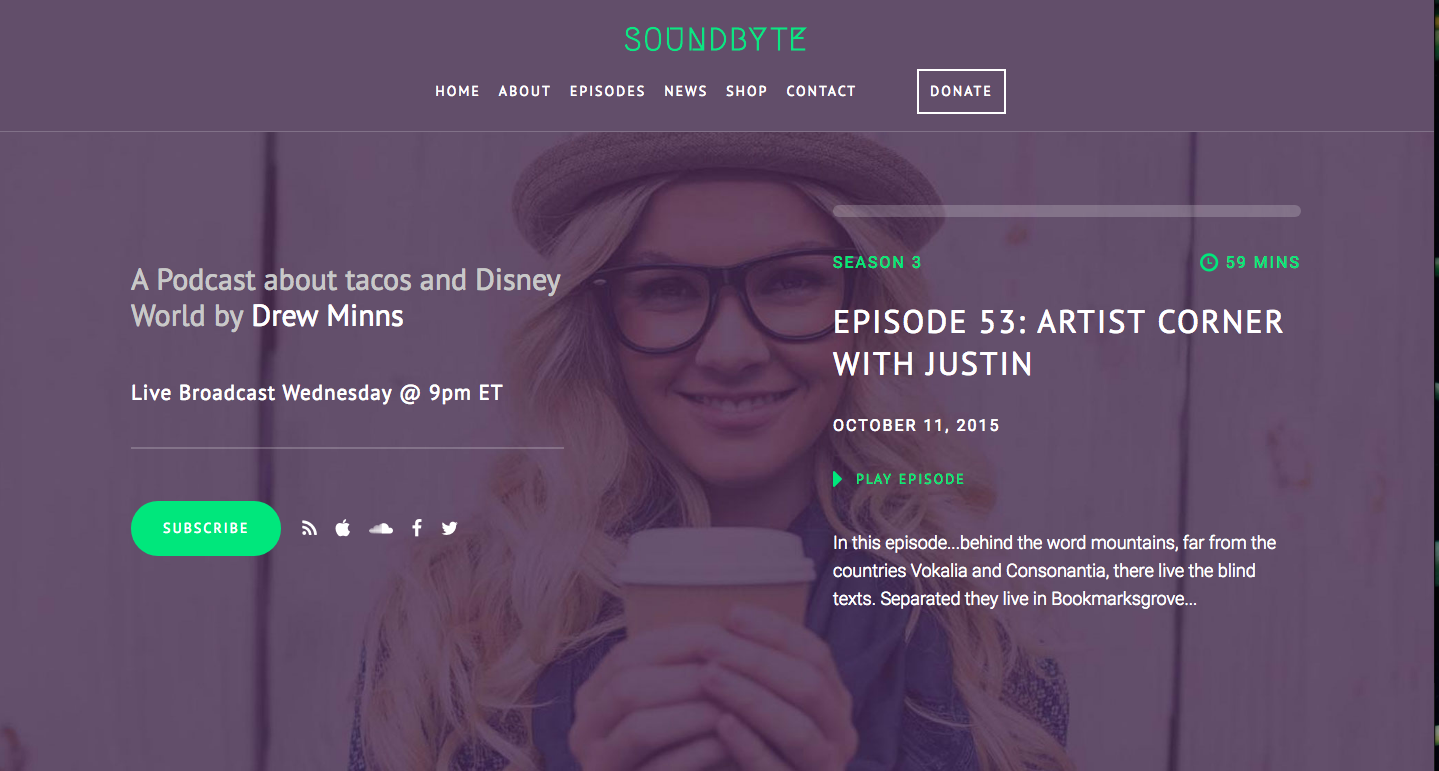 SOUNDBYTE
HOME ABOUT EPISODES NEWS SHOP CONTACT DONATE
A Podcast about tacos and Disney
World by Drew Minns
Live Broadcast Wednesday @ 9pm ET
SUBSCRIBE
SEASON 3 59 MINS
EPISODE 53: ARTIST CORNER
WITH JUSTIN
OCTOBER 11, 2015
PLAY EPISODE
In this episode...behind the word mountains, far from the
countries Vokalia and Consonantia, there live the blind
texts. Separated they live in Bookmarksgrove...